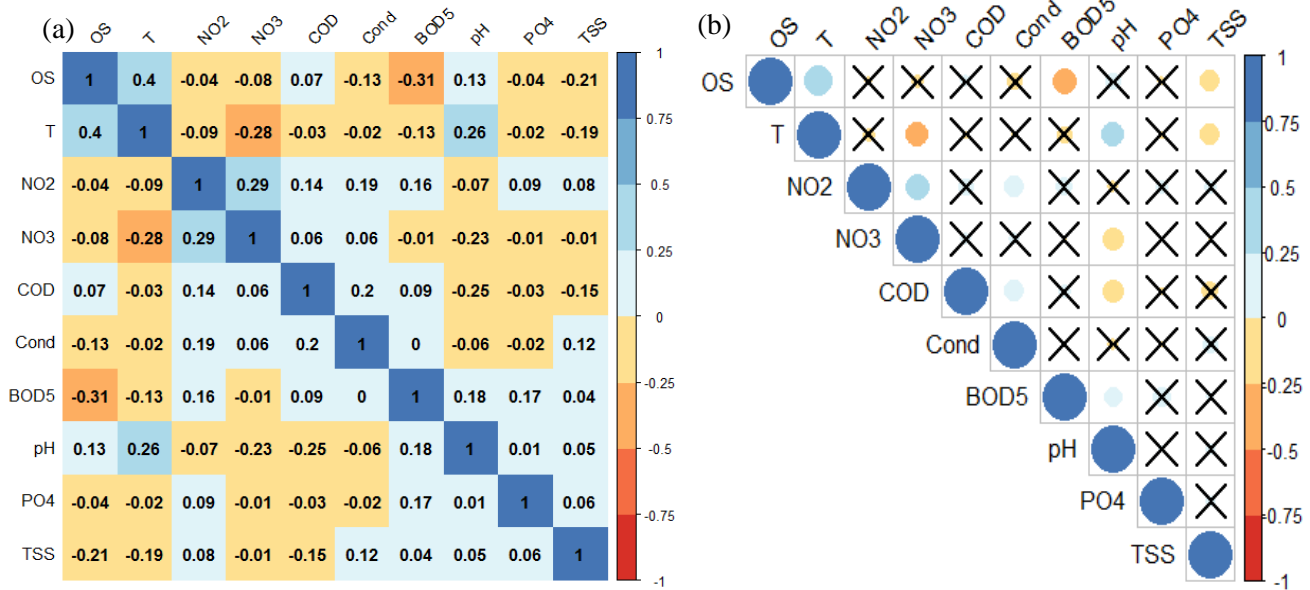 (a)
OS T NO2 NO3 COD Cond BOD5 pH PO4 TSS
OS 1 0.4 -0.04 -0.08 0.07 -0.13 -0.31 0.13 -0.04 -0.21
T 0.4 1 -0.09 -0.28 -0.03 -0.02 -0.13 0.26 -0.02 -0.19
NO2 -0.04 -0.09 1 0.29 0.14 0.19 0.16 -0.07 0.09 0.08
NO3 -0.08 -0.28 0.29 1 0.06 0.06 -0.01 -0.23 -0.01 -0.01
COD 0.07 -0.03 0.14 0.06 1 0.2 0.09 -0.25 -0.03 -0.15
Cond -0.13 -0.02 0.19 0.06 0.2 1 0 -0.06 -0.02 0.12
BOD5 -0.31 -0.13 0.16 -0.01 0.09 0 1 0.18 0.17 0.04
pH 0.13 0.26 -0.07 -0.23 -0.25 -0.06 0.18 1 0.01 0.05
PO4 -0.04 -0.02 0.09 -0.01 -0.03 -0.02 0.17 0.01 1 0.06
TSS -0.21 -0.19 0.08 -0.01 -0.15 0.12 0.04 0.05 0.06 1
1
0.75
0.5
0.25
0
-0.25
-0.5
-0.75
-1
(b)
OS T NO2 NO3 COD Cond BOD5 pH PO4 TSS
OS
T
NO2
NO3
COD
Cond
BOD5
pH
PO4
TSS
1
0.75
0.5
0.25
0
-0.25
-0.5
-0.75
-1